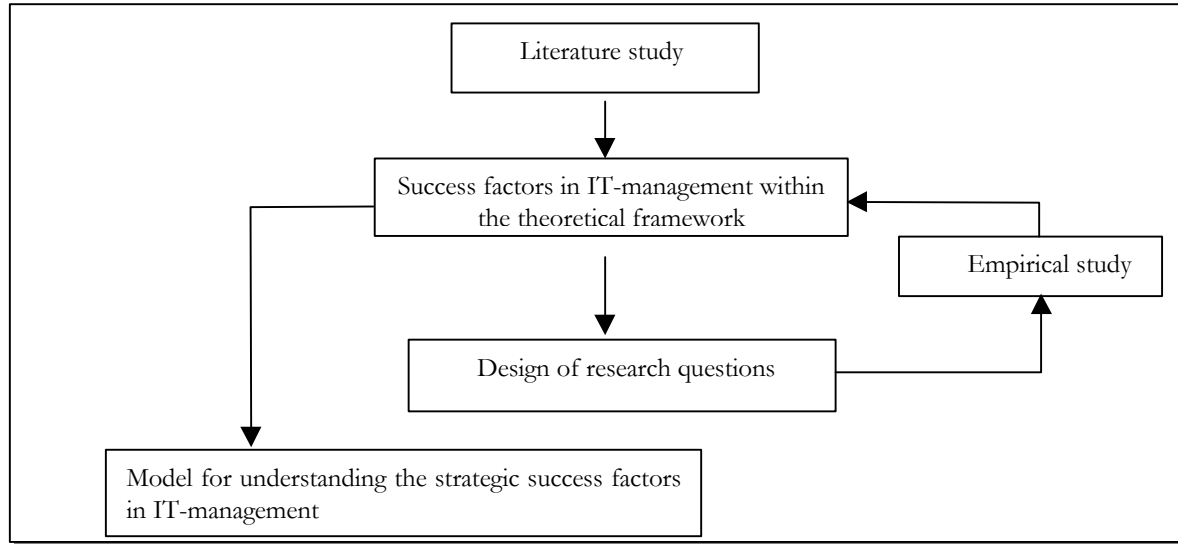 Literature study
Success factors in IT-management within
the theoretical framework
Empirical study
Design of research questions
Model for understanding the strategic success factors
in IT-management